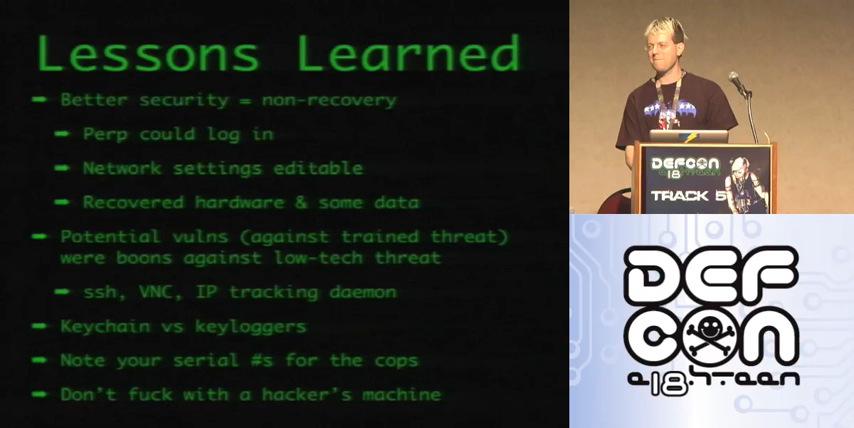 Lessons Learned
➡ Better security = non-recovery
➡ Perp could log in
➡ Network settings editable
➡ Recovered hardware & some data
➡ Potential vulns (against trained threat)
were boons against low-tech threat
➡ ssh, VNC, IP tracking daemon
➡ Keychain vs keyloggers
➡ Note your serial #s for the cops
➡ Don't fuck with a hacker's machine
DEFCON
18
TRACK 5
DEF
CON
18